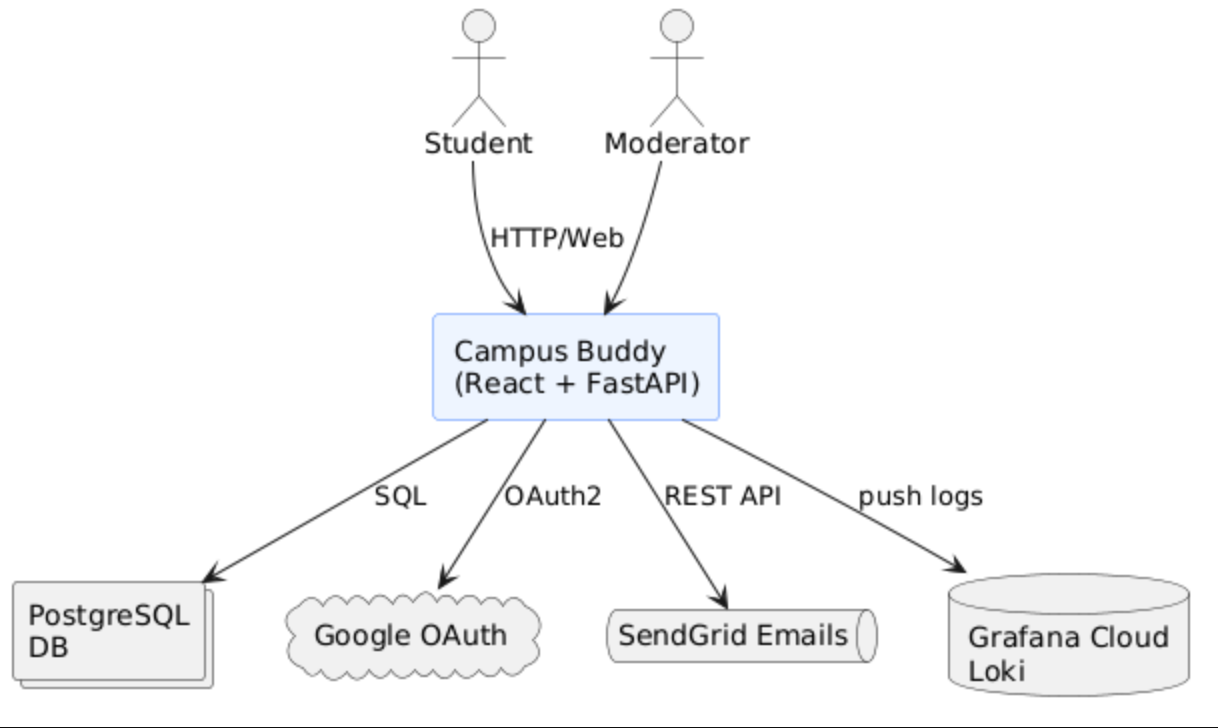 Student
Moderator
HTTP/Web
Campus Buddy
(React + FastAPI)
SQL
OAuth2
REST API
push logs
PostgreSQL
DB
Google OAuth
SendGrid Emails
Grafana Cloud
Loki